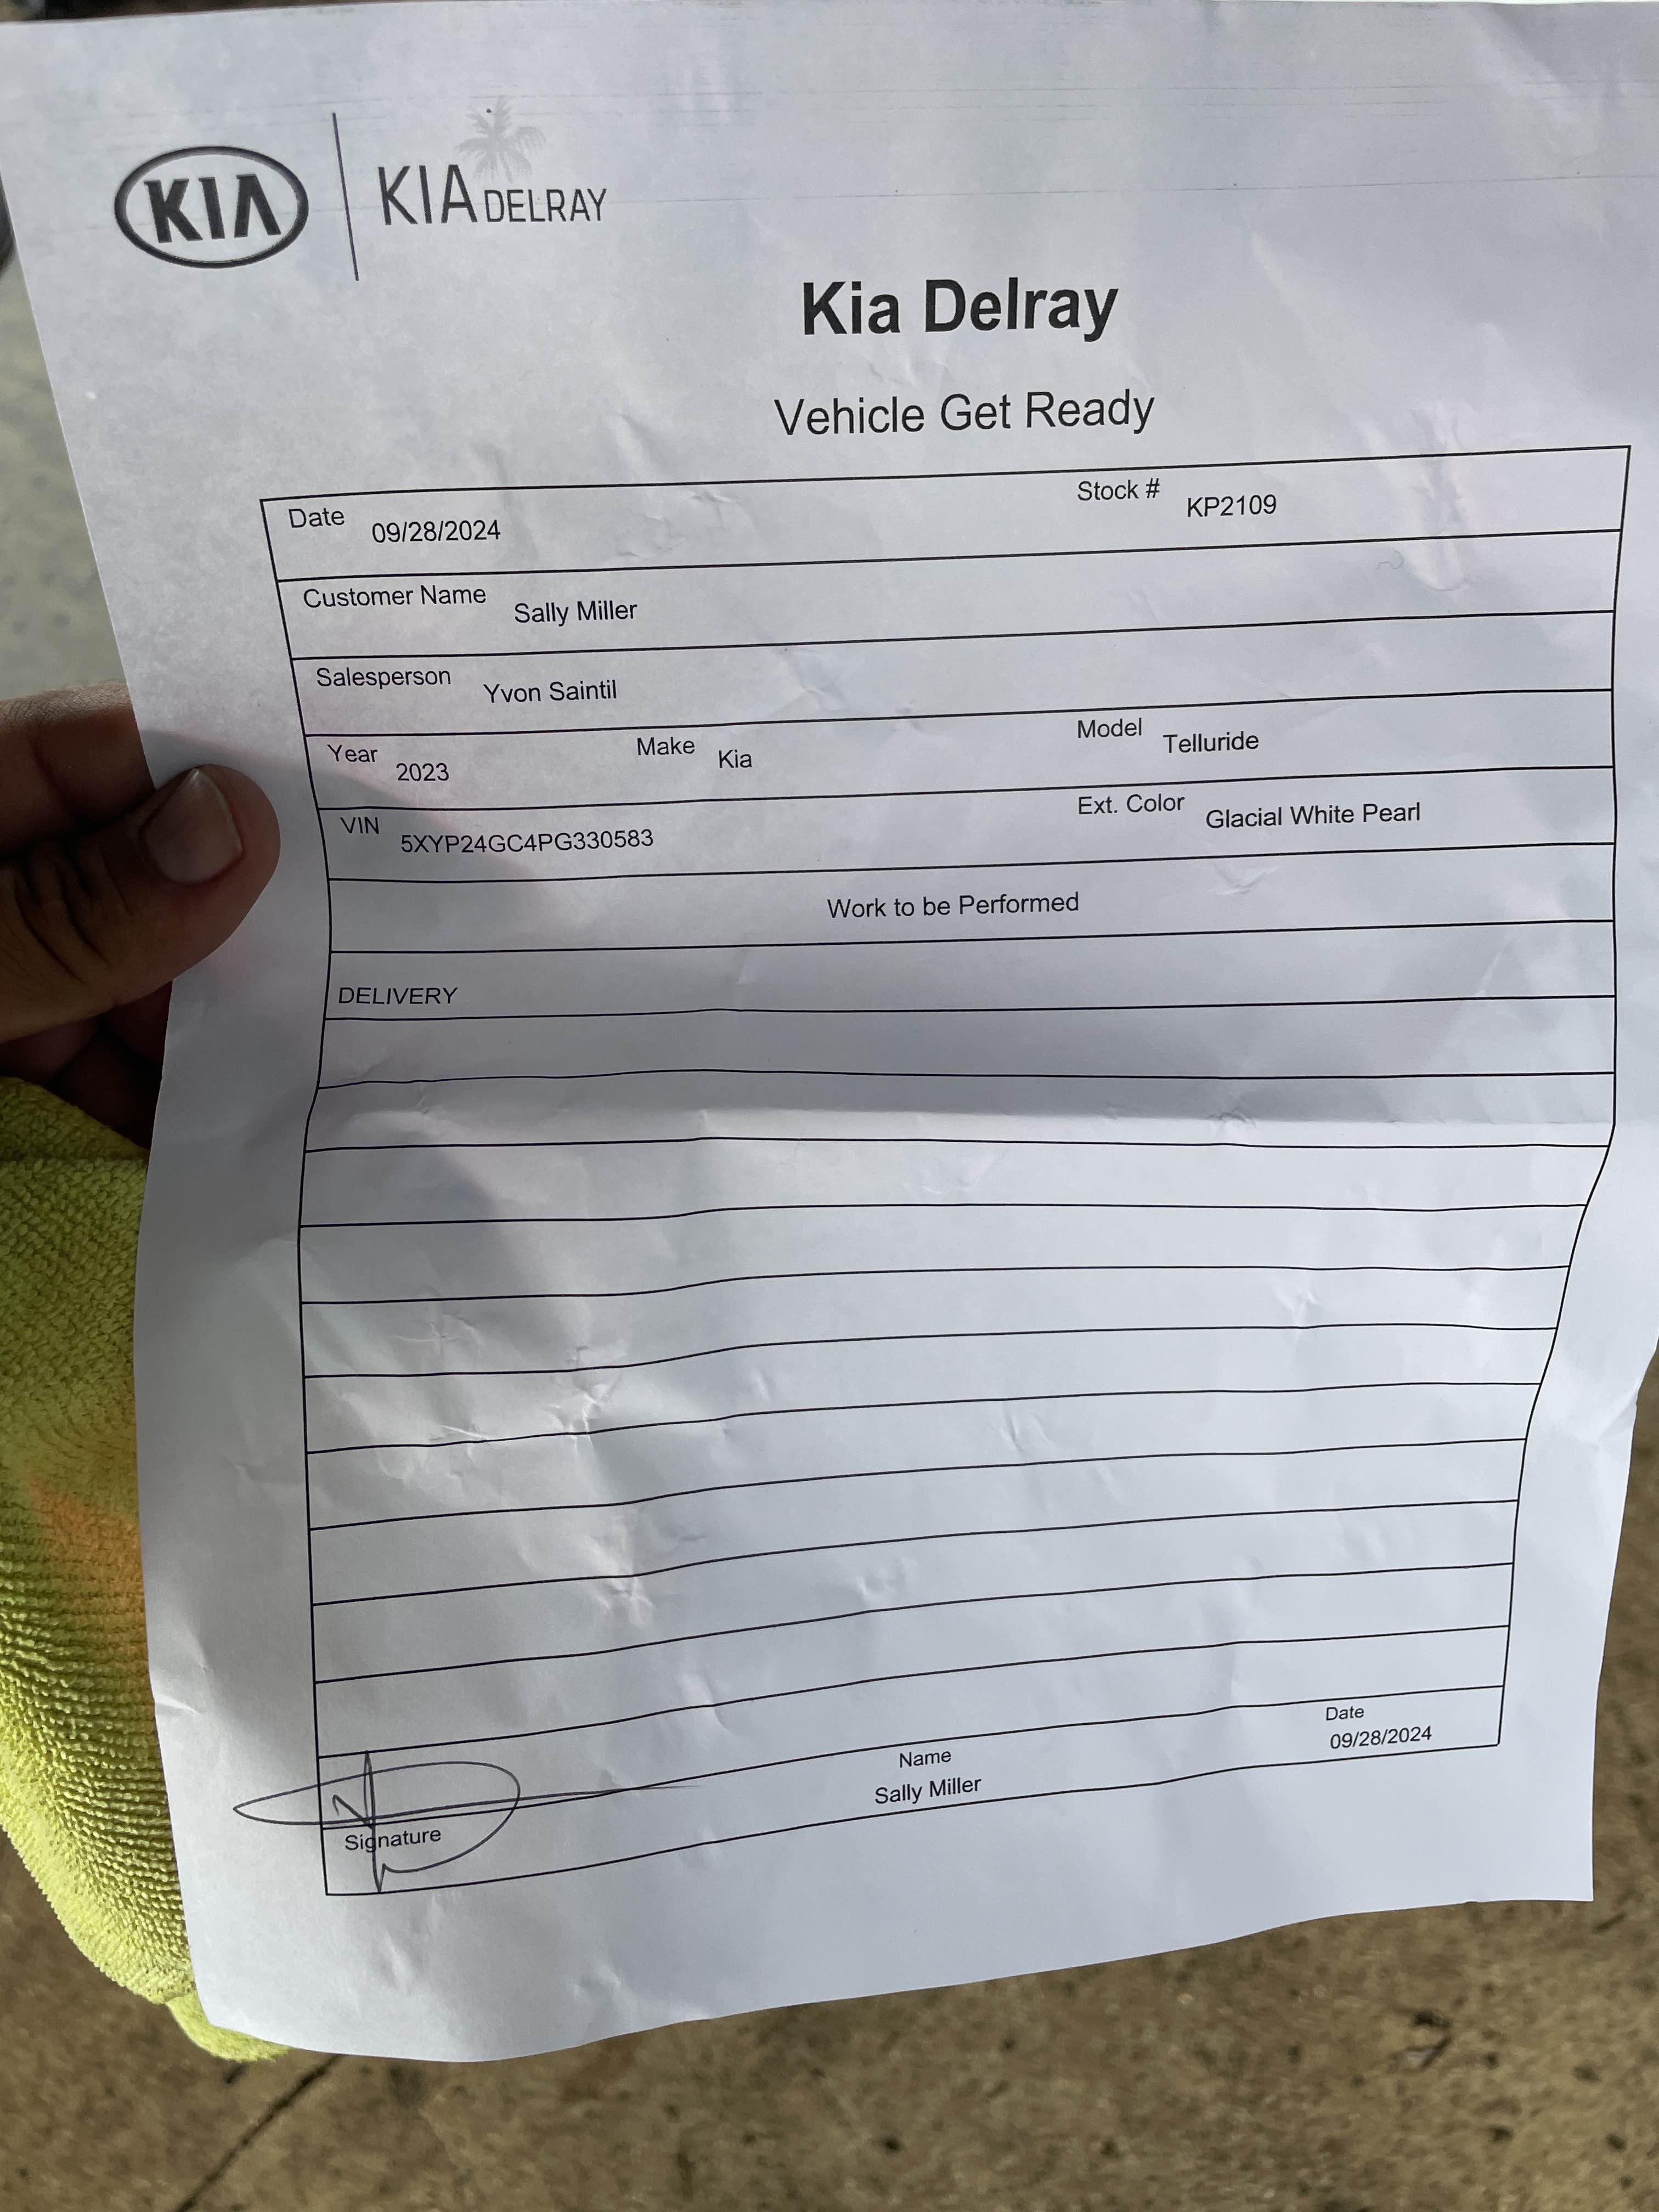 KIA
KIA DELRAY
Kia Delray
Vehicle Get Ready
Date 09/28/2024 Stock # KP2109
Customer Name Sally Miller
Salesperson Yvon Saintil
Year 2023 Make Kia Model Telluride
VIN 5XYP24GC4PG330583 Ext. Color Glacial White Pearl
Work to be Performed
DELIVERY
Signature Name Date
Sally Miller 09/28/2024